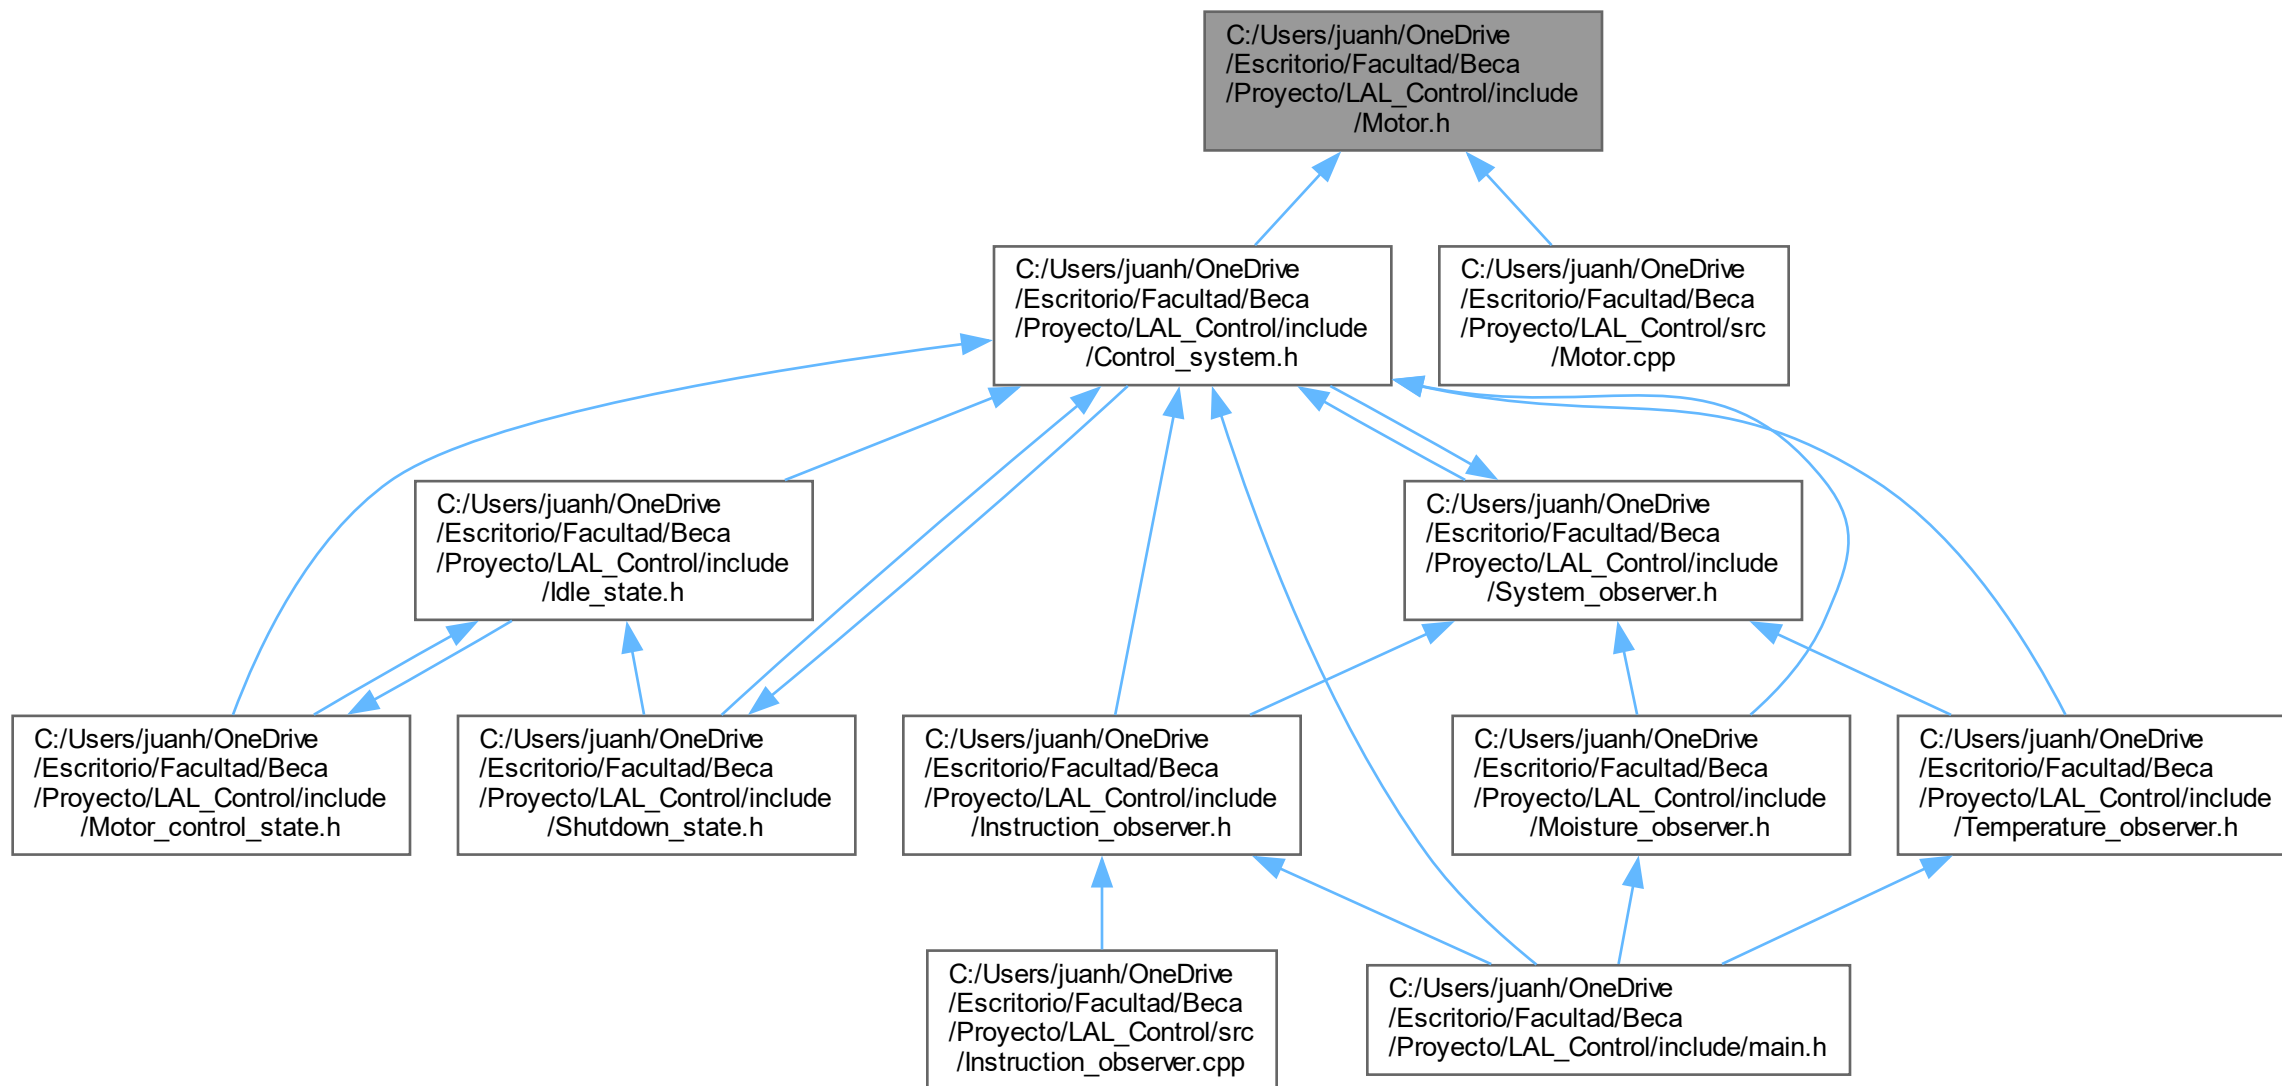 C:/Users/juanh/OneDrive
/Escritorio/Facultad/Beca
/Proyecto/LAL_Control/include
/Motor.h
C:/Users/juanh/OneDrive
/Escritorio/Facultad/Beca
/Proyecto/LAL_Control/include
/Control_system.h
C:/Users/juanh/OneDrive
/Escritorio/Facultad/Beca
/Proyecto/LAL_Control/src
/Motor.cpp
C:/Users/juanh/OneDrive
/Escritorio/Facultad/Beca
/Proyecto/LAL_Control/include
/Idle_state.h
C:/Users/juanh/OneDrive
/Escritorio/Facultad/Beca
/Proyecto/LAL_Control/include
/System_observer.h
C:/Users/juanh/OneDrive
/Escritorio/Facultad/Beca
/Proyecto/LAL_Control/include
/Motor_control_state.h
C:/Users/juanh/OneDrive
/Escritorio/Facultad/Beca
/Proyecto/LAL_Control/include
/Shutdown_state.h
C:/Users/juanh/OneDrive
/Escritorio/Facultad/Beca
/Proyecto/LAL_Control/include
/Instruction_observer.h
C:/Users/juanh/OneDrive
/Escritorio/Facultad/Beca
/Proyecto/LAL_Control/include
/Moisture_observer.h
C:/Users/juanh/OneDrive
/Escritorio/Facultad/Beca
/Proyecto/LAL_Control/include
/Temperature_observer.h
C:/Users/juanh/OneDrive
/Escritorio/Facultad/Beca
/Proyecto/LAL_Control/src
/Instruction_observer.cpp
C:/Users/juanh/OneDrive
/Escritorio/Facultad/Beca
/Proyecto/LAL_Control/include/main.h